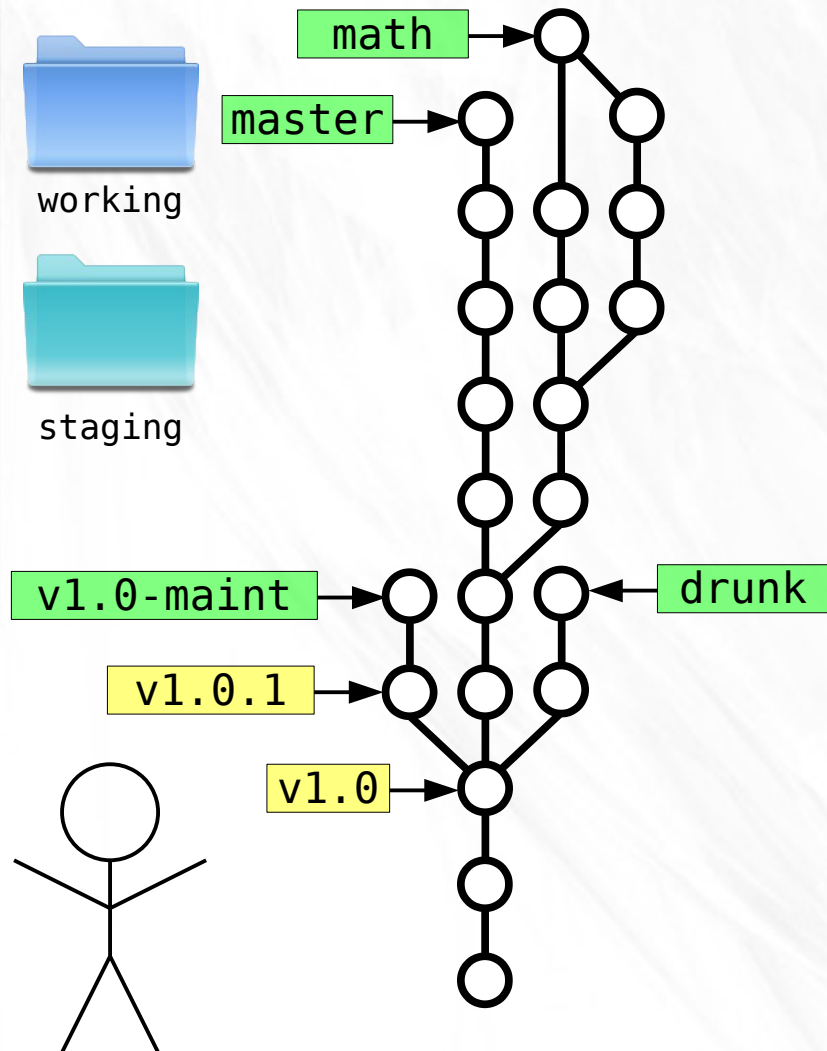 math
master
working
staging
v1.0-maint
drunk
v1.0.1
v1.0